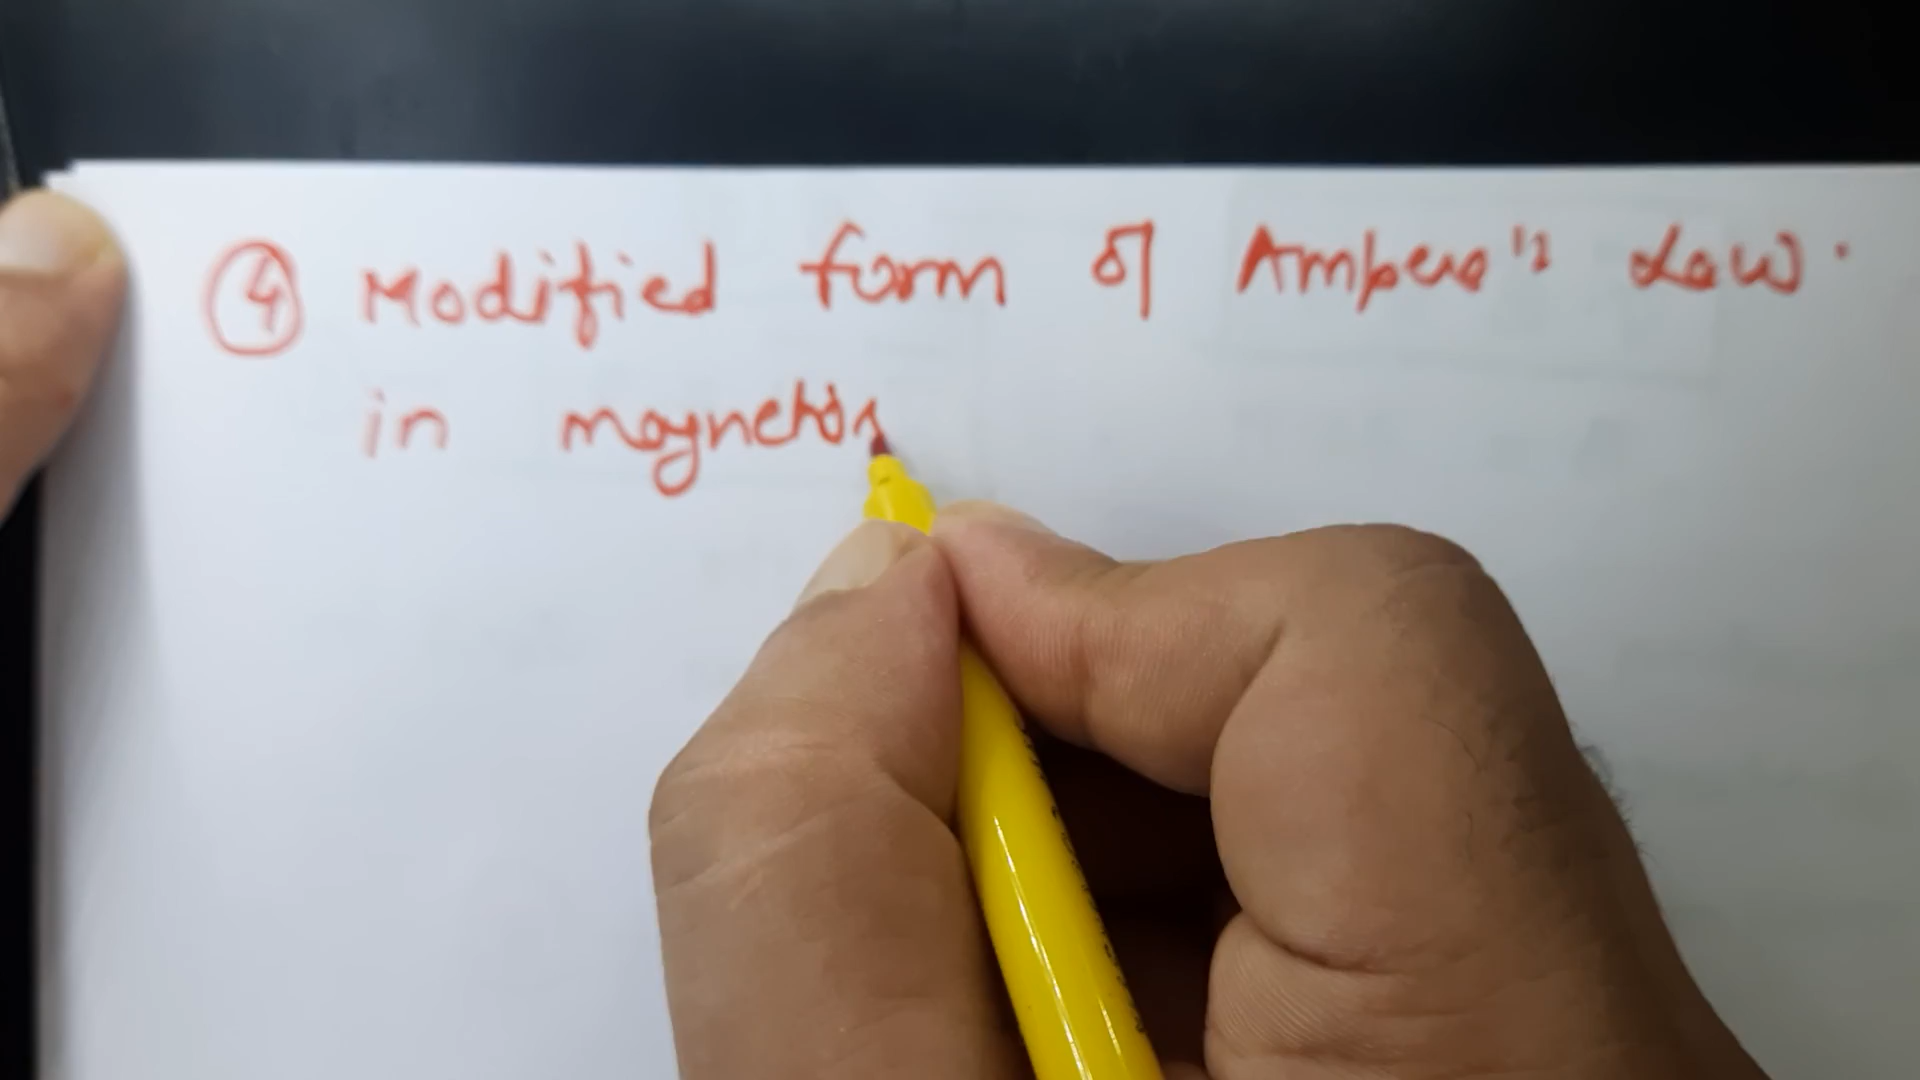 ④ Modified form of Ampere's Law.
in magnetos